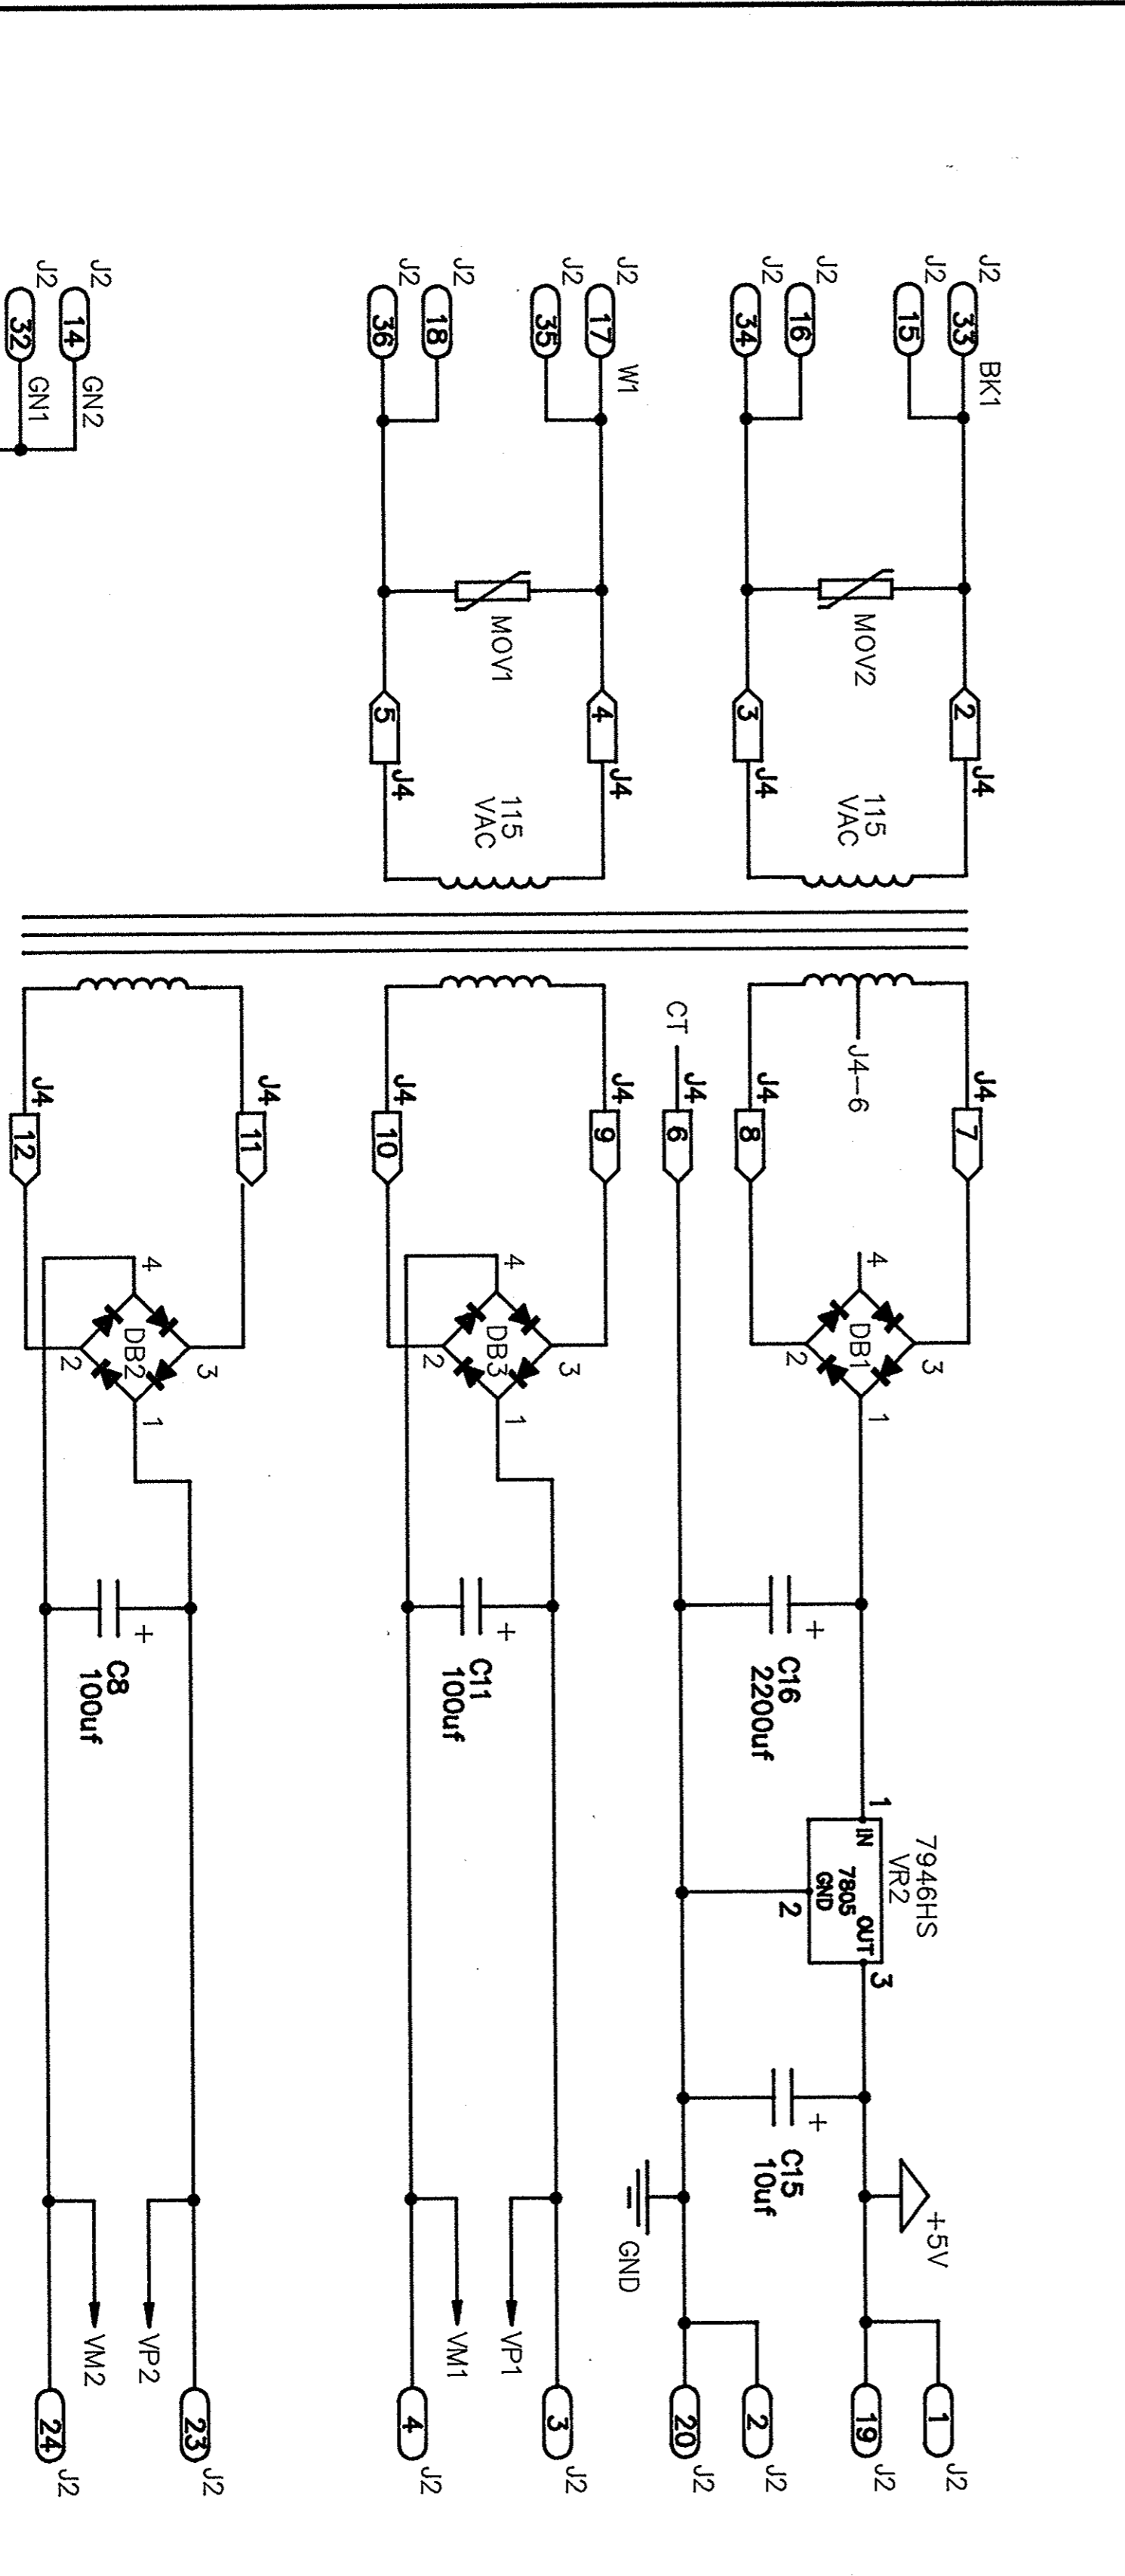 J2
33
BK1
J2
15
J2
16
J2
34
MOV2
2
J4
3
J4
115
VAC
J4
7
J4-6
J4
8
CT
J4
6
4
DB1
3
2
1
C16
2200uf
7946HS
VR2
1
IN
7805
GND
OUT
2
3
C15
10uf
+
+
+5V
GND
1
J2
19
J2
2
J2
20
J2
J2
17
W1
J2
35
J2
18
J2
36
MOV1
4
J4
5
J4
115
VAC
J4
9
J4
10
4
DB3
3
2
1
+
C11
100uf
VP1
VM1
3
J2
4
J2
J2
14
GN2
J2
32
GN1
J4
11
J4
12
4
DB2
3
2
1
+
C8
100uf
VP2
VM2
23
J2
24
J2